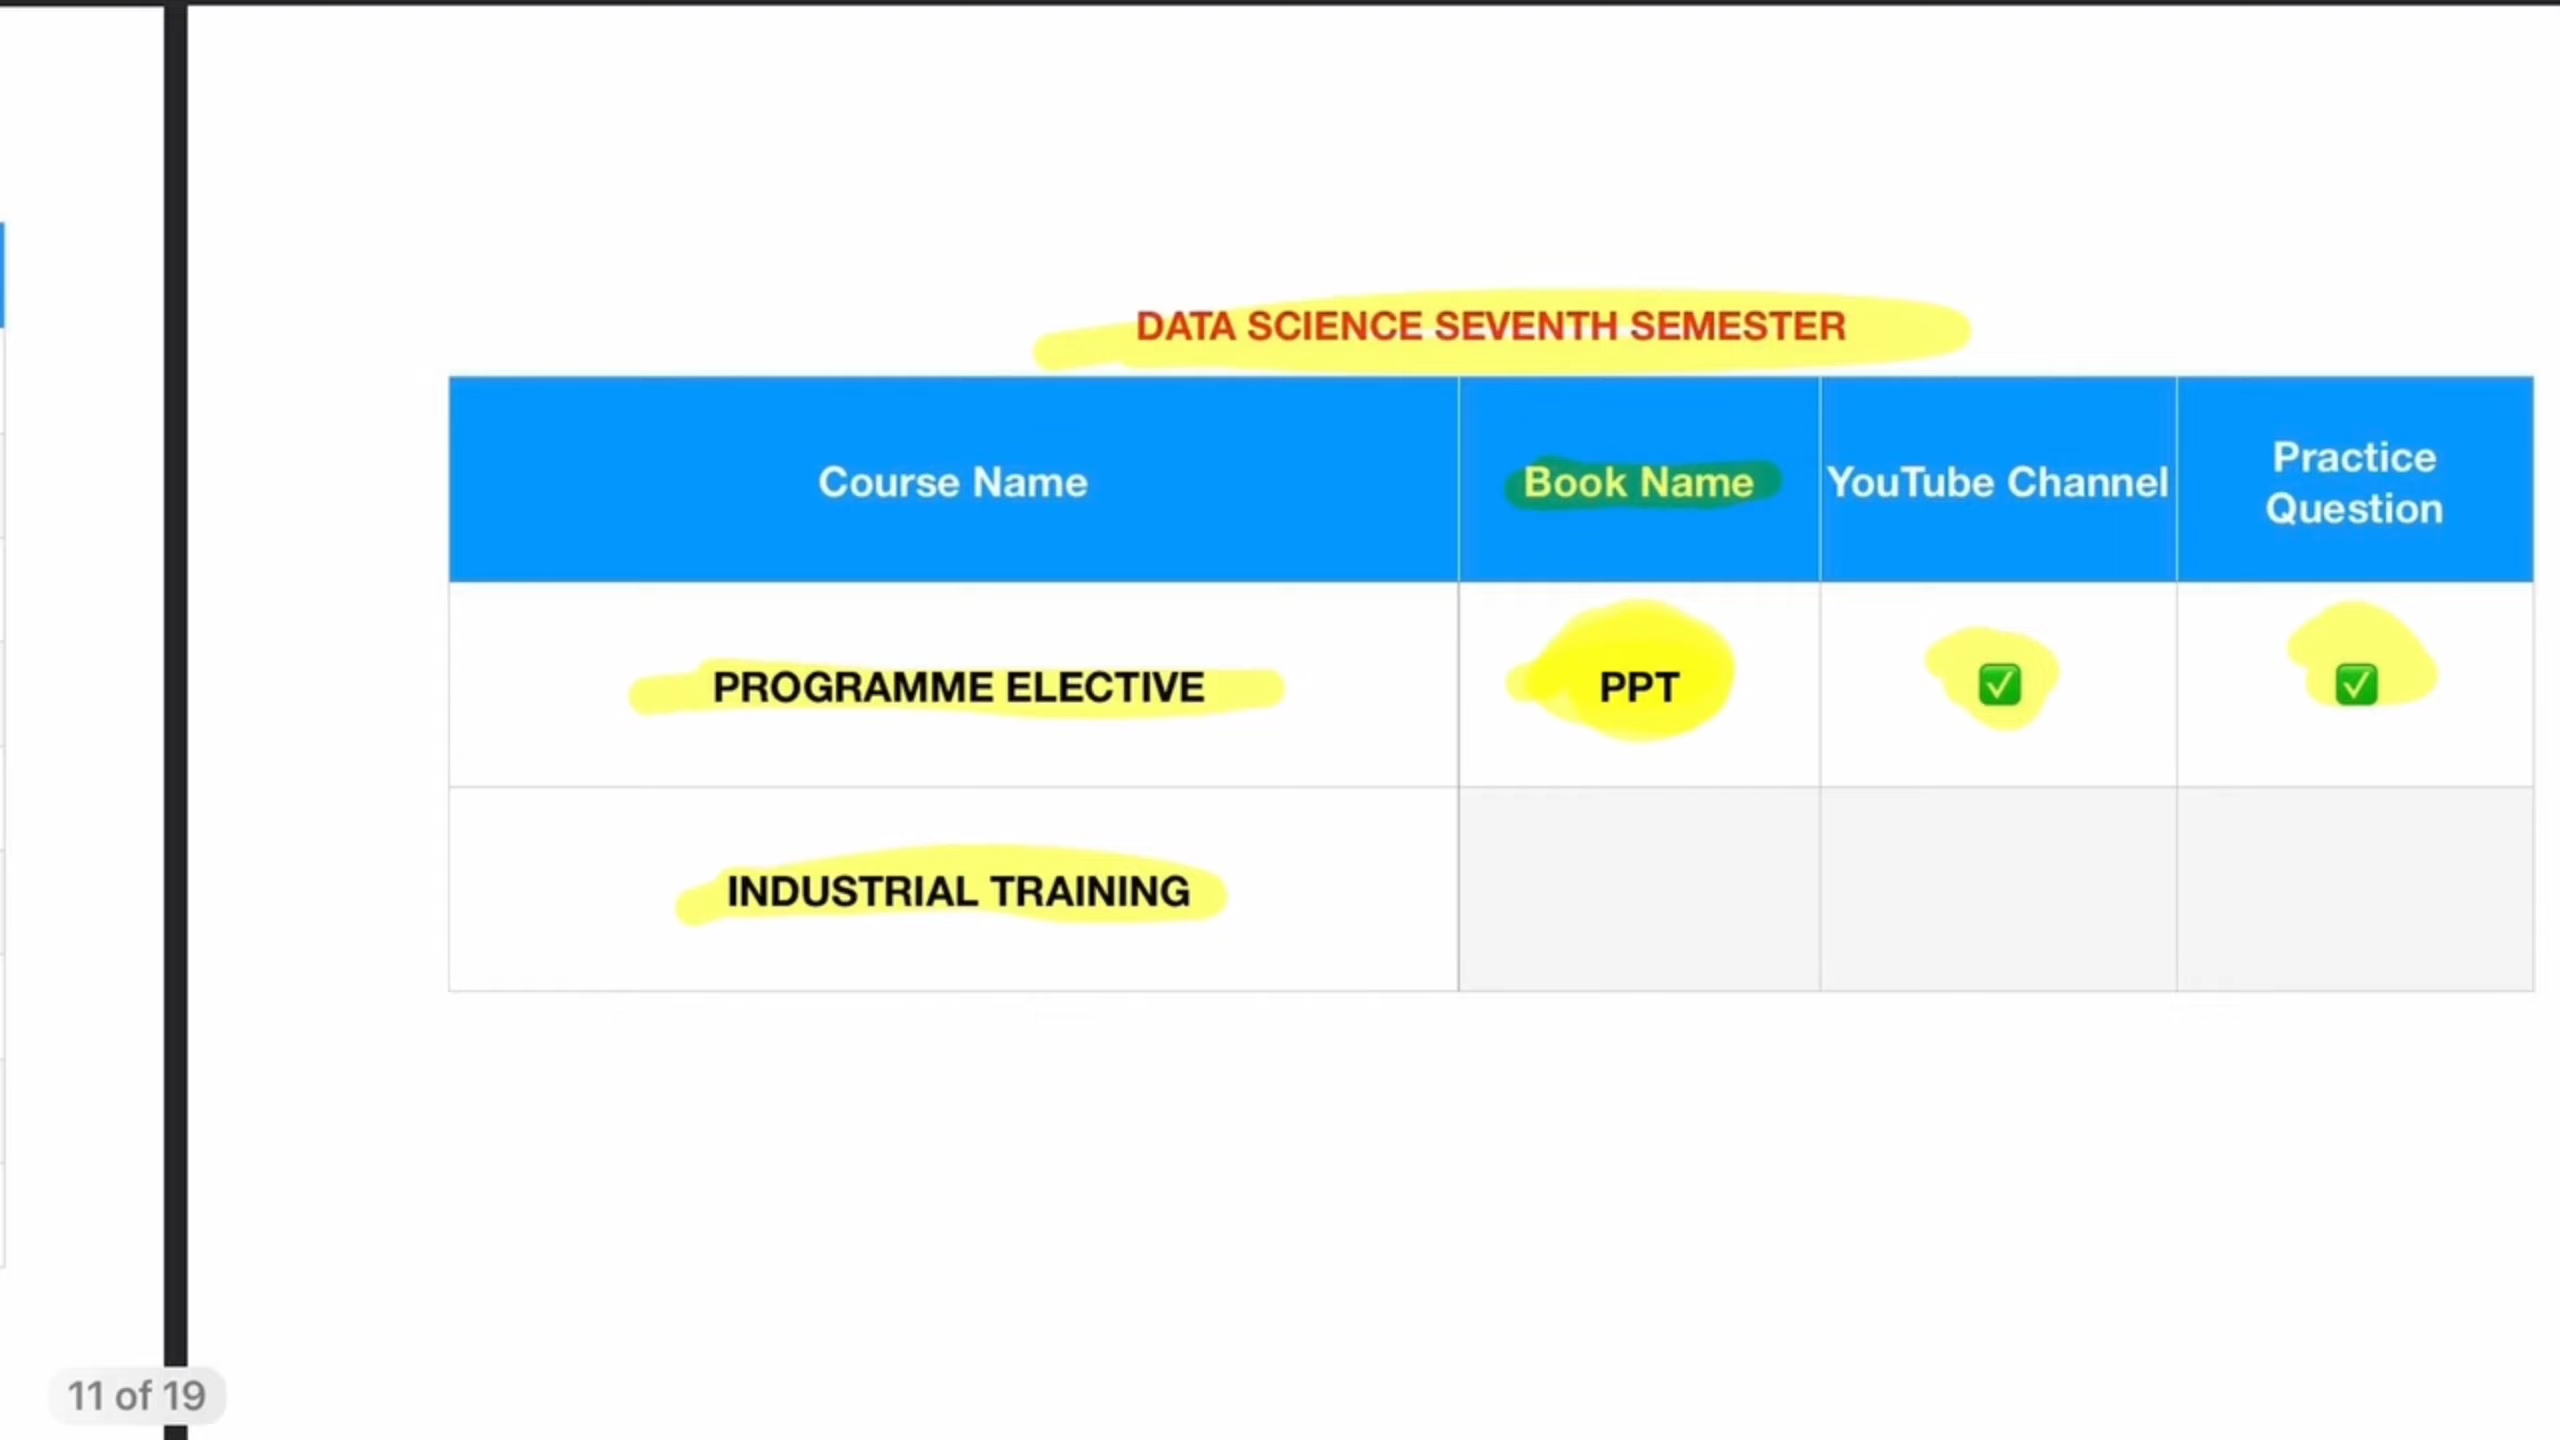 DATA SCIENCE SEVENTH SEMESTER
Course Name
Book Name
YouTube Channel
Practice
Question
PROGRAMME ELECTIVE
PPT
✅
✅
INDUSTRIAL TRAINING
11 of 19